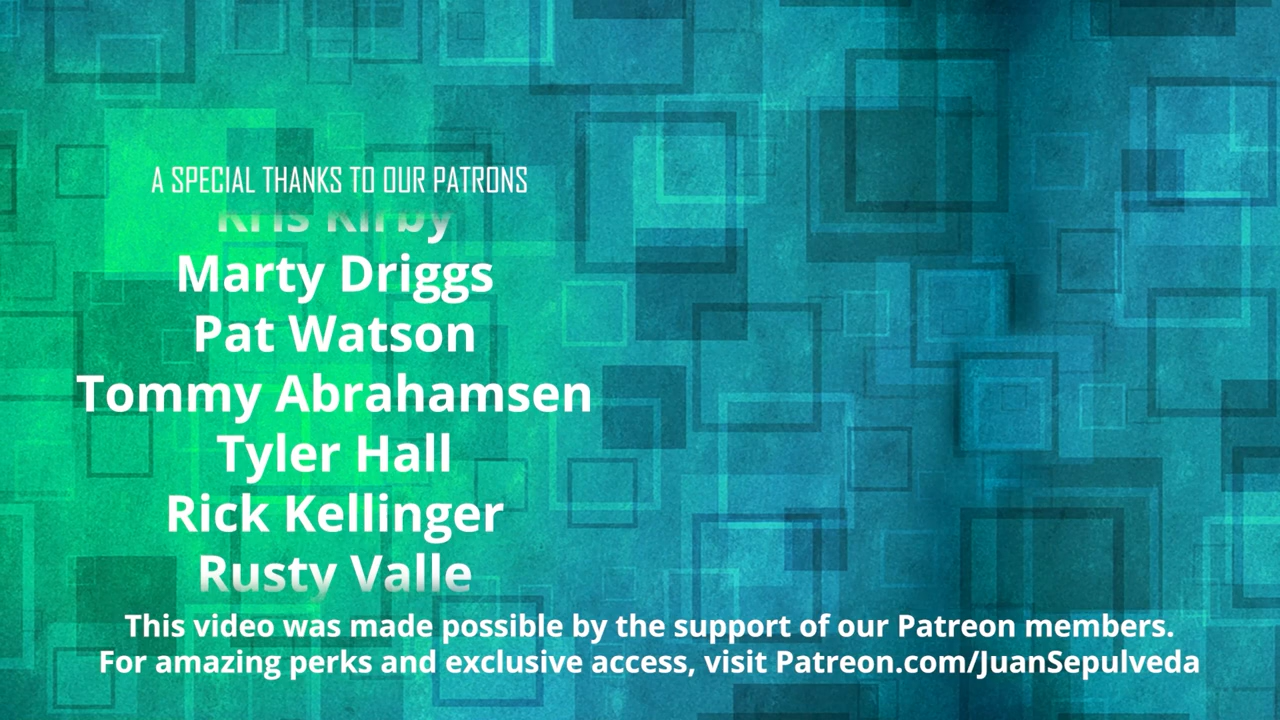 A SPECIAL THANKS TO OUR PATRONS
Kris Kirby
Marty Driggs
Pat Watson
Tommy Abrahamsen
Tyler Hall
Rick Kellinger
Rusty Valle
This video was made possible by the support of our Patreon members.
For amazing perks and exclusive access, visit Patreon.com/JuanSepulveda